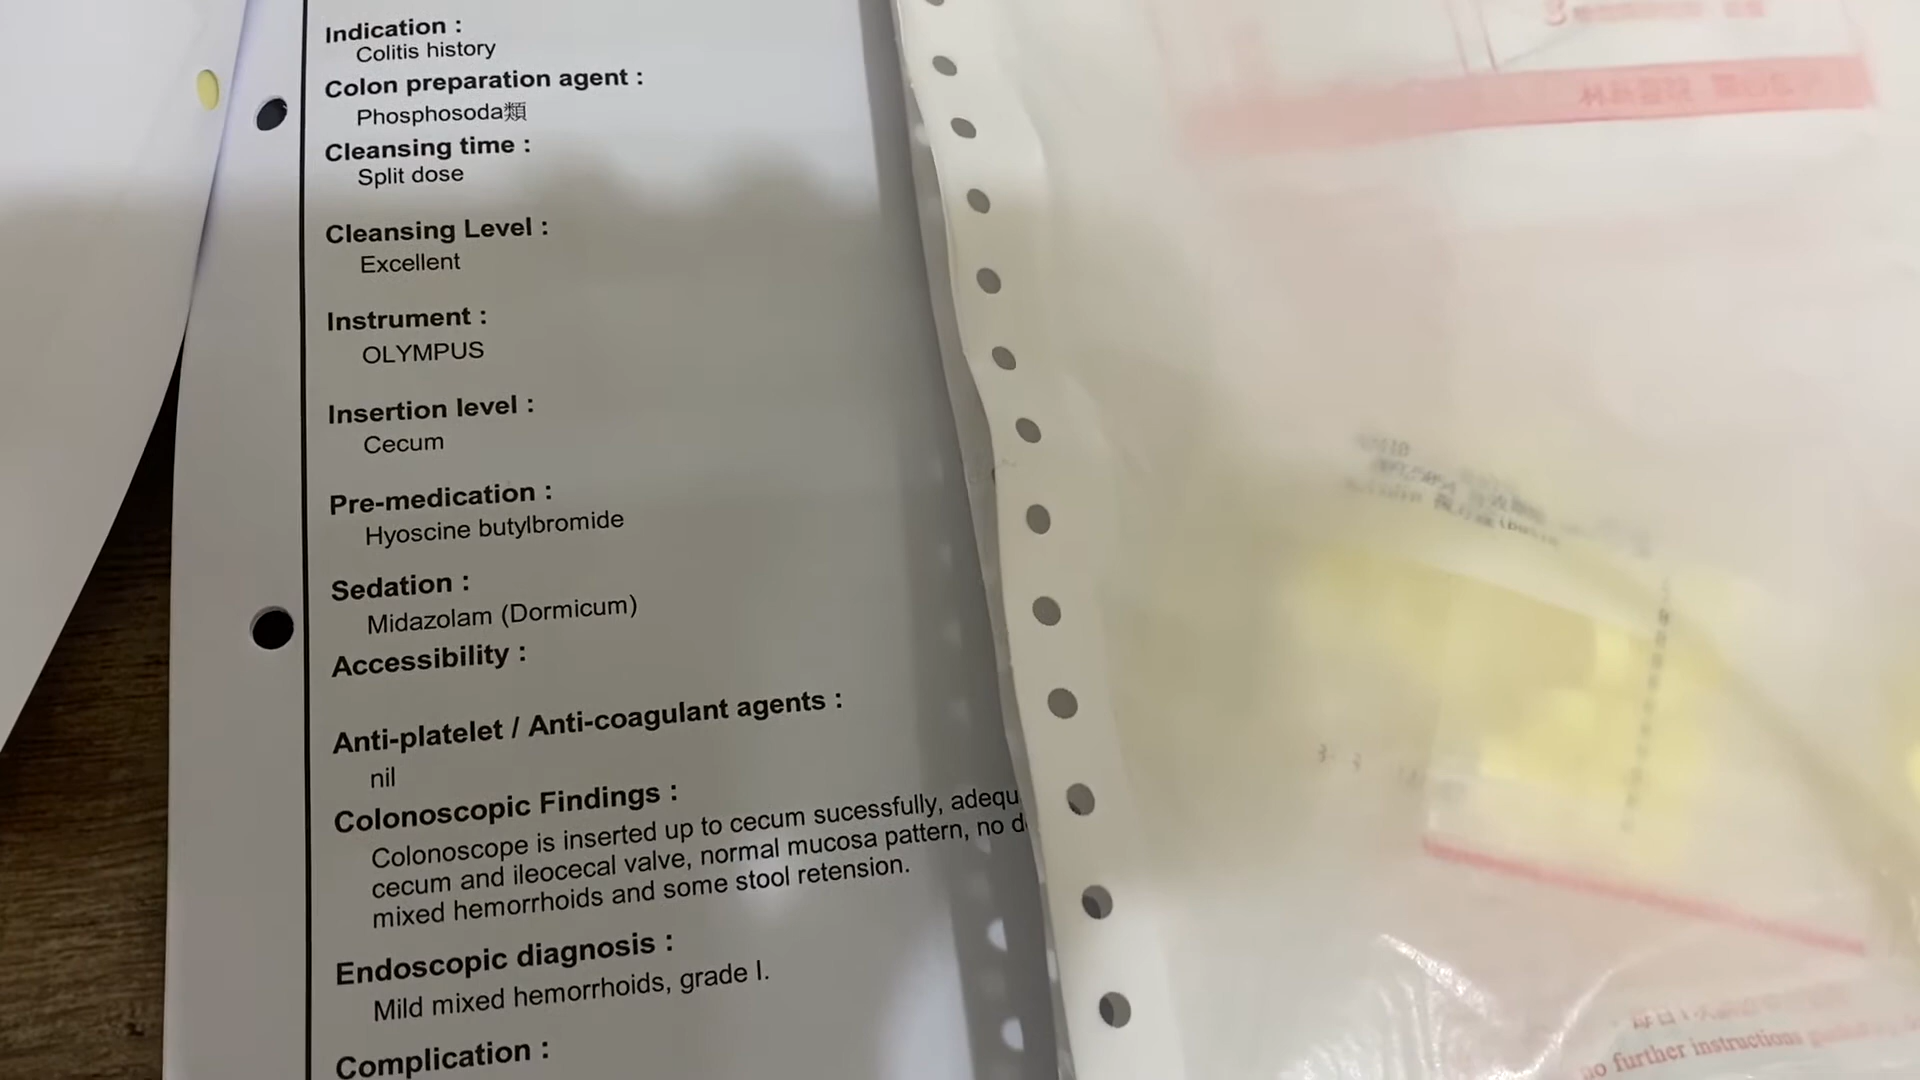 Indication :
Colitis history
Colon preparation agent :
Phosphosoda類
Cleansing time :
Split dose
Cleansing Level :
Excellent
Instrument :
OLYMPUS
Insertion level :
Cecum
Pre-medication :
Hyoscine butylbromide
Sedation :
Midazolam (Dormicum)
Accessibility :
Anti-platelet / Anti-coagulant agents :
nil
Colonoscopic Findings :
Colonoscope is inserted up to cecum sucessfully, adequ
cecum and ileocecal valve, normal mucosa pattern, no d
mixed hemorrhoids and some stool retension.
Endoscopic diagnosis :
Mild mixed hemorrhoids, grade I.
Complication :
no further instructions